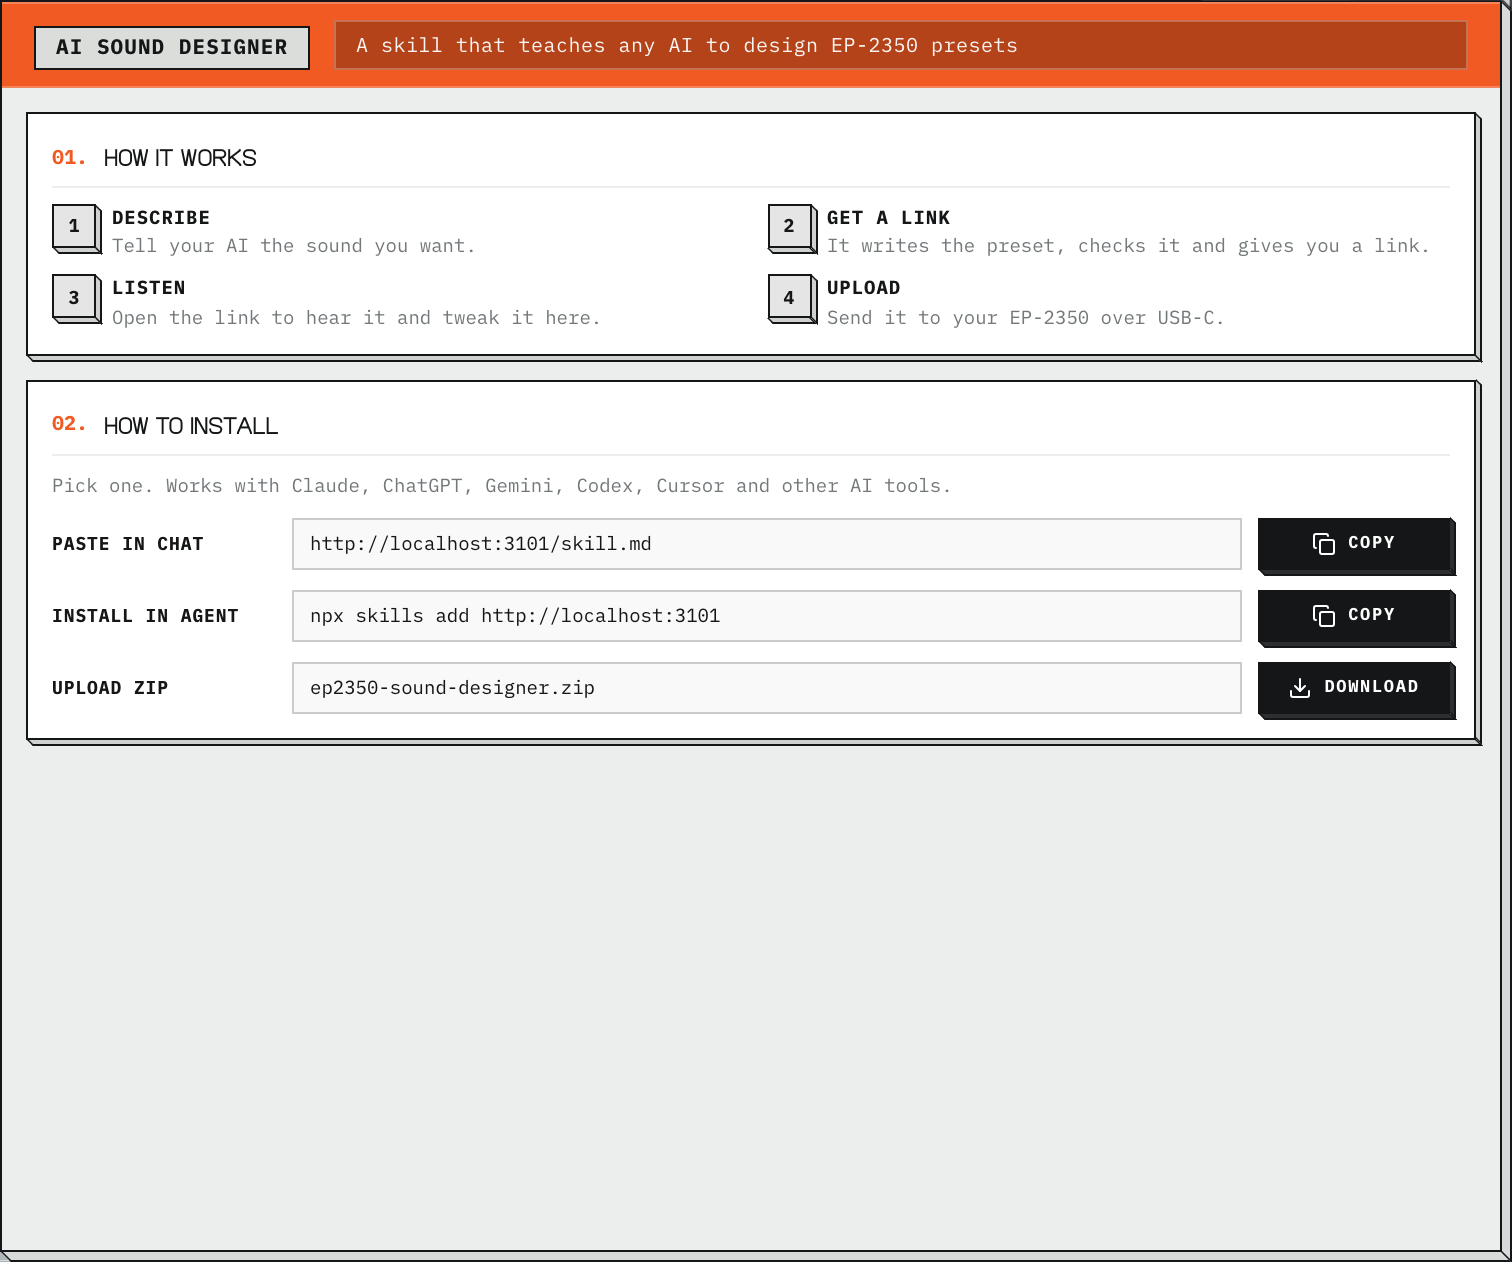 AI SOUND DESIGNER
A skill that teaches any AI to design EP-2350 presets
01. HOW IT WORKS
1 DESCRIBE
Tell your AI the sound you want.
2 GET A LINK
It writes the preset, checks it and gives you a link.
3 LISTEN
Open the link to hear it and tweak it here.
4 UPLOAD
Send it to your EP-2350 over USB-C.
02. HOW TO INSTALL
Pick one. Works with Claude, ChatGPT, Gemini, Codex, Cursor and other AI tools.
PASTE IN CHAT http://localhost:3101/skill.md COPY
INSTALL IN AGENT npx skills add http://localhost:3101 COPY
UPLOAD ZIP ep2350-sound-designer.zip DOWNLOAD